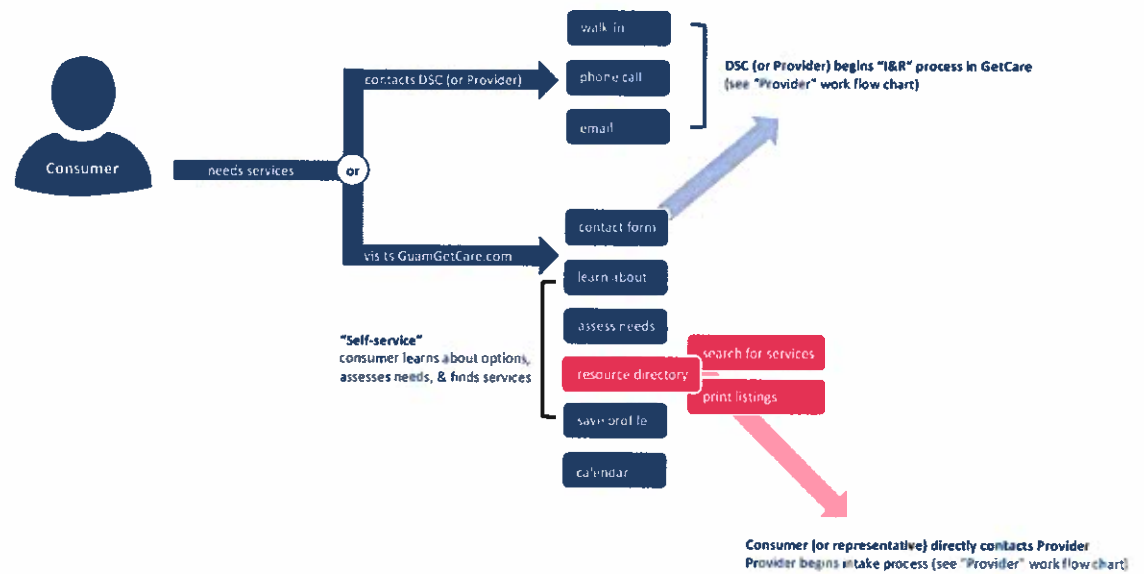 Consumer
needs services
or
contacts DSC (or Provider)
walk-in
phone call
email
DSC (or Provider) begins "I&R" process in GetCare
(see "Provider" work flow chart)
visits GuamGetCare.com
contact form
learn about
assess needs
resource directory
save profile
calendar
"Self-service"
consumer learns about options,
assesses needs, & finds services
search for services
print listings
Consumer (or representative) directly contacts Provider
Provider begins intake process (see "Provider" work flow chart)